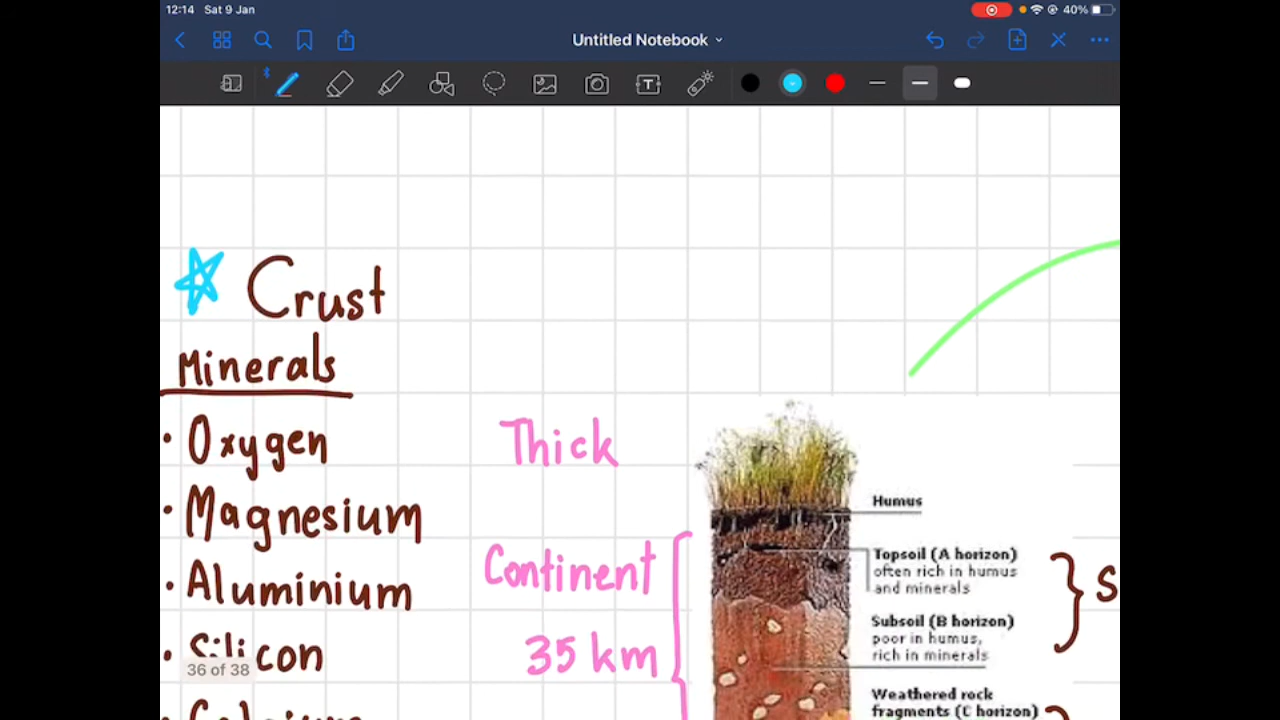 12:14 Sat 9 Jan
40%
Untitled Notebook
T
Crust
Minerals
• Oxygen
• Magnesium
• Aluminium
• Silicon
36 of 38
Thick
Continent
35 km
Humus
Topsoil (A horizon)
often rich in humus
and minerals
Subsoil (B horizon)
poor in humus,
rich in minerals
Weathered rock
fragments (C horizon)